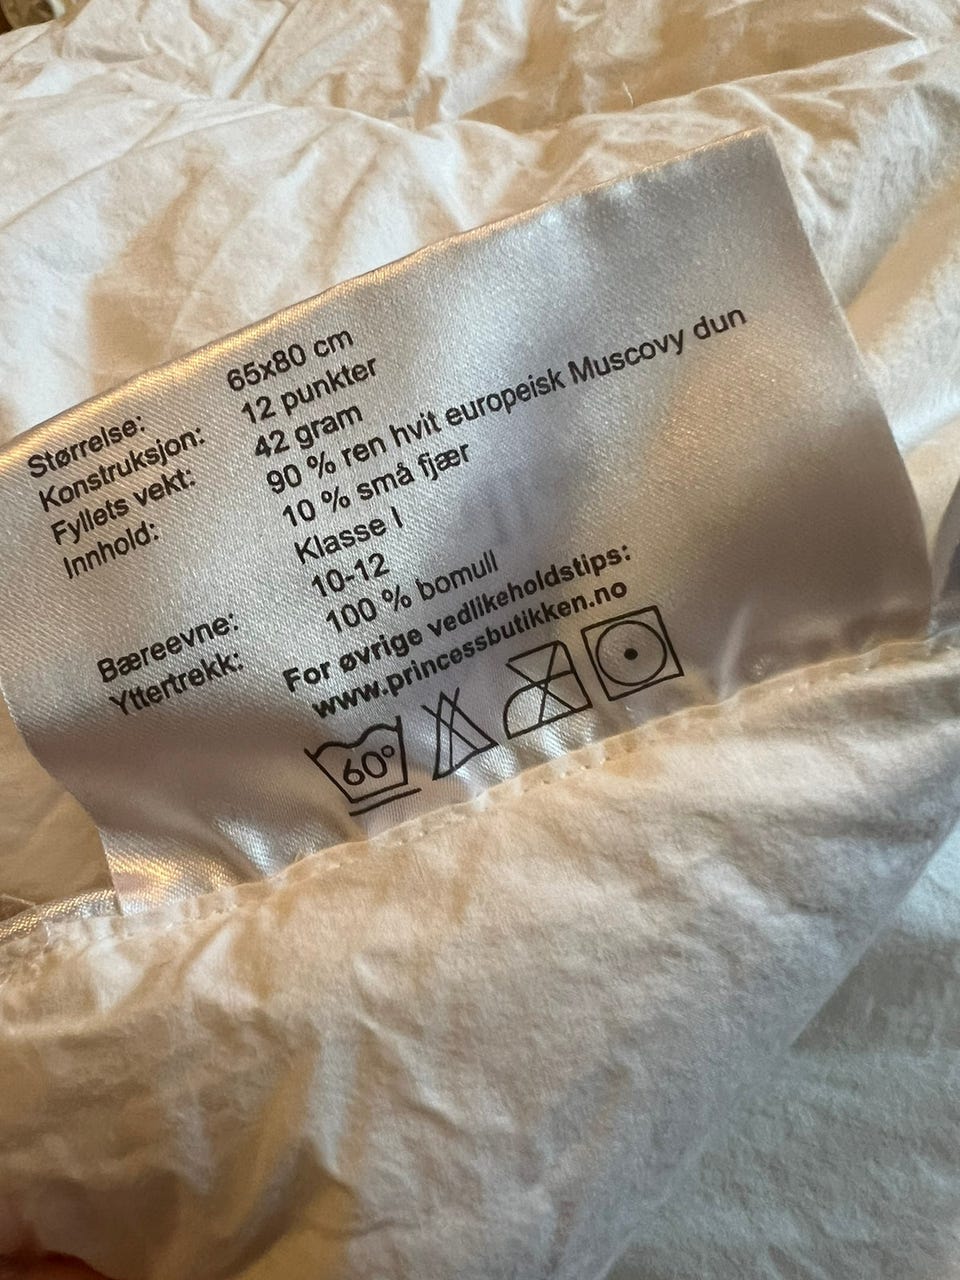 Størrelse: 65x80 cm
Konstruksjon: 12 punkter
Fyllets vekt: 42 gram
Innhold: 90 % ren hvit europeisk Muscovy dun
10 % små fjær
Klasse I
Bæreevne: 10-12
Yttertrekk: 100 % bomull
For øvrige vedlikeholdstips:
www.princessbutikken.no
60°